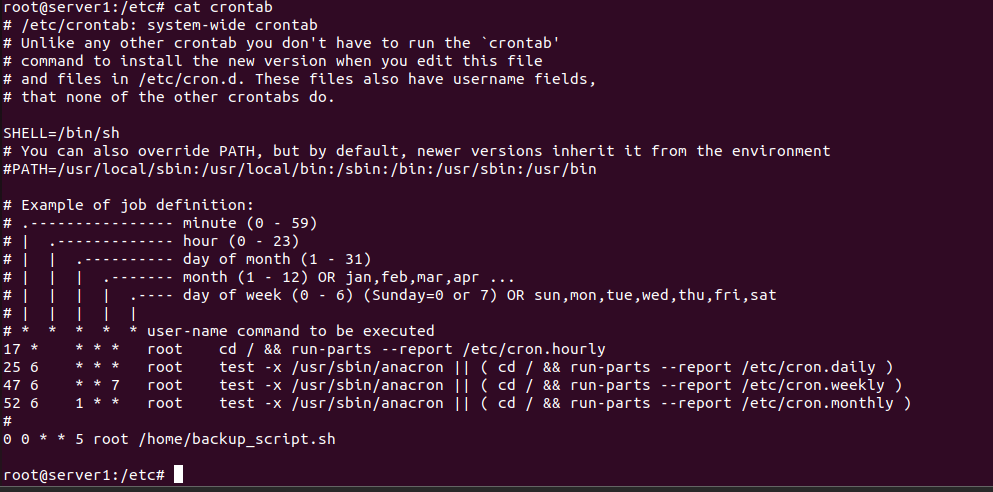 root@server1:/etc# cat crontab
# /etc/crontab: system-wide crontab
# Unlike any other crontab you don't have to run the `crontab'
# command to install the new version when you edit this file
# and files in /etc/cron.d. These files also have username fields,
# that none of the other crontabs do.

SHELL=/bin/sh
# You can also override PATH, but by default, newer versions inherit it from the environment
#PATH=/usr/local/sbin:/usr/local/bin:/sbin:/bin:/usr/sbin:/usr/bin

# Example of job definition:
# .---------------- minute (0 - 59)
# |  .------------- hour (0 - 23)
# |  |  .---------- day of month (1 - 31)
# |  |  |  .------- month (1 - 12) OR jan,feb,mar,apr ...
# |  |  |  |  .---- day of week (0 - 6) (Sunday=0 or 7) OR sun,mon,tue,wed,thu,fri,sat
# |  |  |  |  |
# *  *  *  *  * user-name command to be executed
17 *    * * *   root    cd / && run-parts --report /etc/cron.hourly
25 6    * * *   root    test -x /usr/sbin/anacron || ( cd / && run-parts --report /etc/cron.daily )
47 6    * * 7   root    test -x /usr/sbin/anacron || ( cd / && run-parts --report /etc/cron.weekly )
52 6    1 * *   root    test -x /usr/sbin/anacron || ( cd / && run-parts --report /etc/cron.monthly )
#
0 0 * * 5 root /home/backup_script.sh

root@server1:/etc#